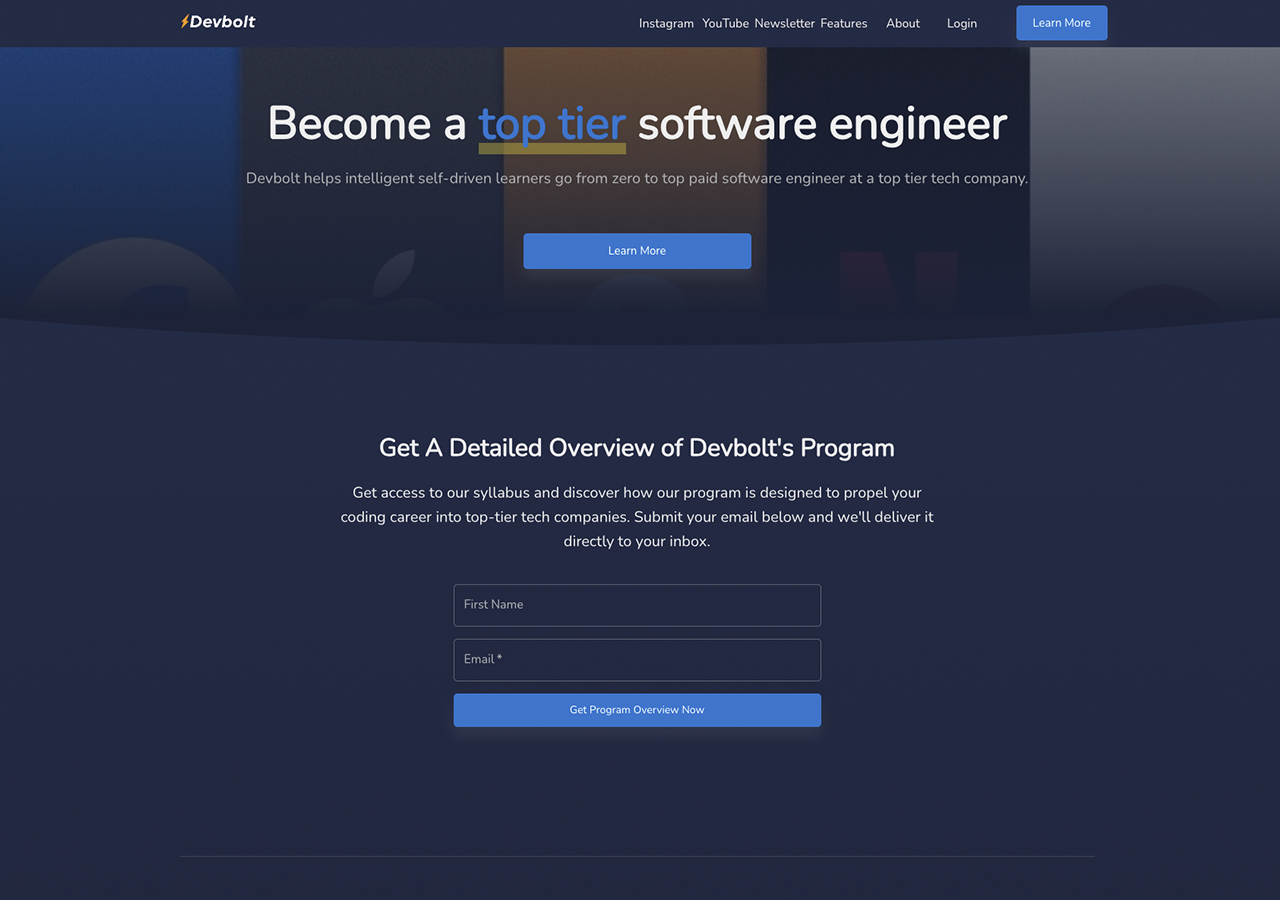 Devbolt
Instagram YouTube Newsletter Features About Login Learn More
Become a top tier software engineer
Devbolt helps intelligent self-driven learners go from zero to top paid software engineer at a top tier tech company.
Learn More
Get A Detailed Overview of Devbolt's Program
Get access to our syllabus and discover how our program is designed to propel your
coding career into top-tier tech companies. Submit your email below and we'll deliver it
directly to your inbox.
First Name
Email *
Get Program Overview Now